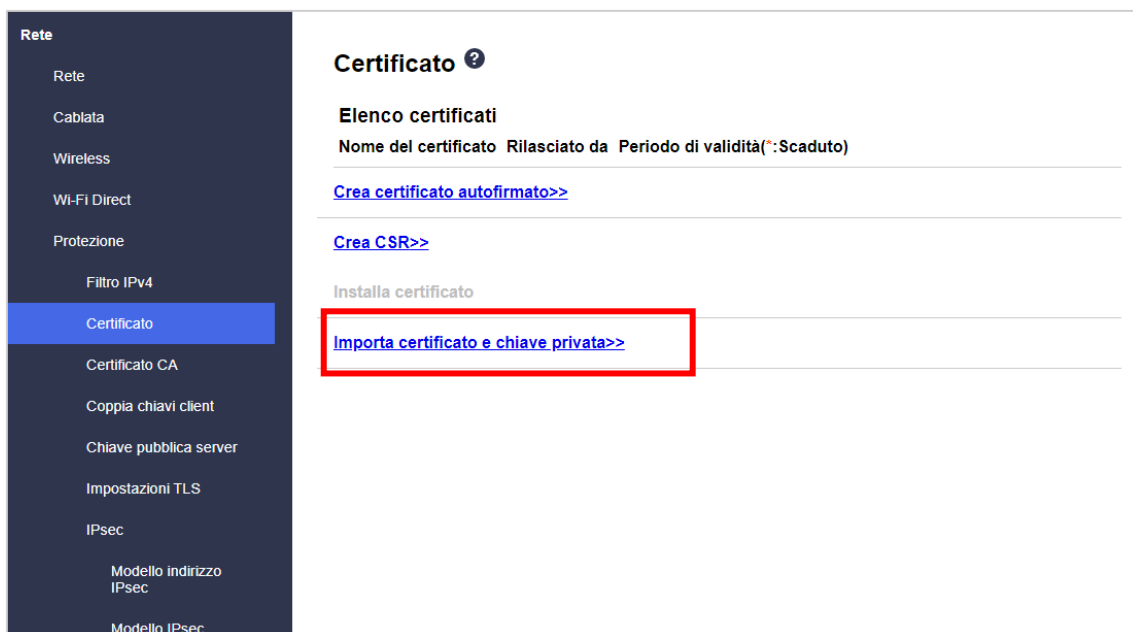 Rete
Rete
Cablata
Wireless
Wi-Fi Direct
Protezione
Filtro IPv4
Certificato
Certificato CA
Coppia chiavi client
Chiave pubblica server
Impostazioni TLS
IPsec
Modello indirizzo
IPsec
Modello IPsec
Certificato ?
Elenco certificati
Nome del certificato Rilasciato da Periodo di validità(*:Scaduto)
Crea certificato autofirmato>>
Crea CSR>>
Installa certificato
Importa certificato e chiave privata>>